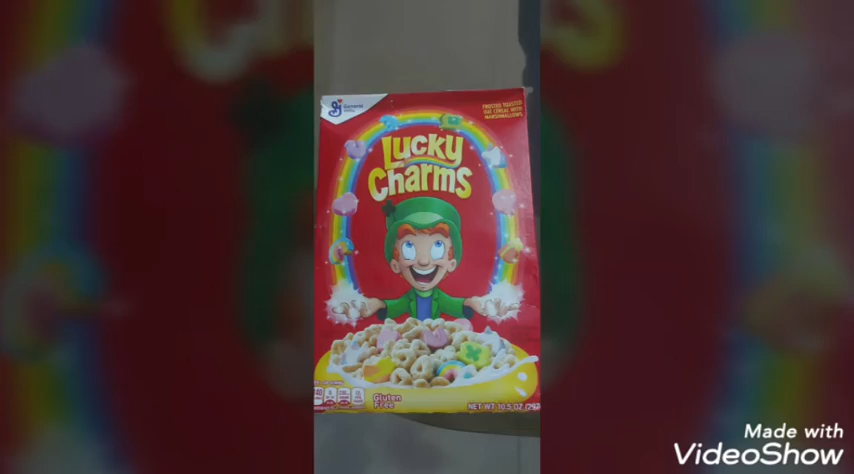 General
Mills
FROSTED TOASTED
OAT CEREAL WITH
MARSHMALLOWS
Lucky
Charms
Gluten
Free
NET WT 10.5 OZ
Made with
VideoShow